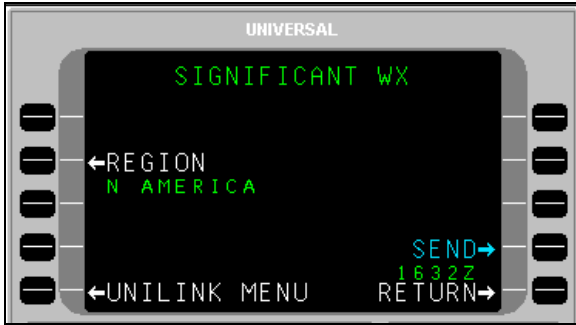 UNIVERSAL
SIGNIFICANT WX
←REGION
N AMERICA
SEND→
1632Z
←UNILINK MENU RETURN→